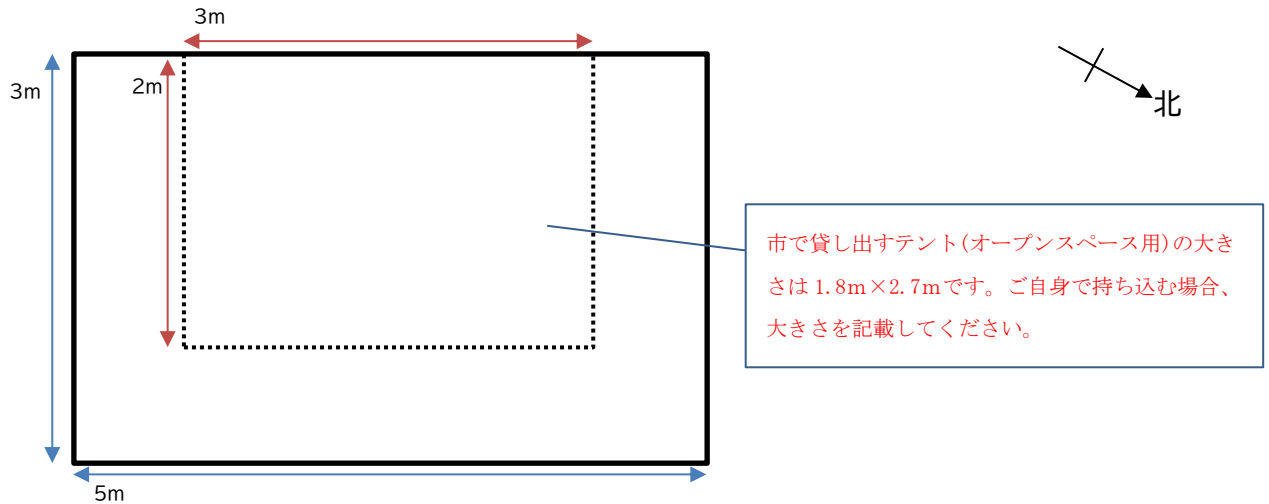 3m
3m
2m
北
市で貸し出すテント(オープンスペース用)の大き
さは 1.8m×2.7mです。ご自身で持ち込む場合、
大きさを記載してください。
5m